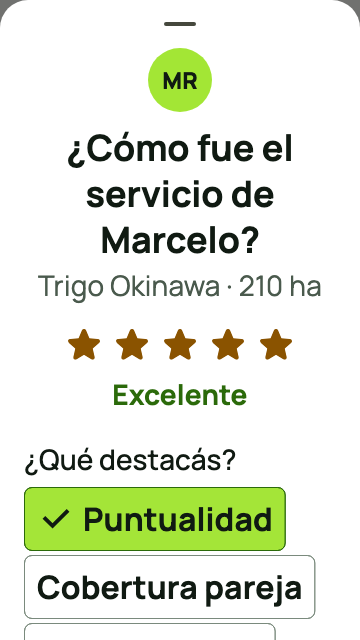 MR
¿Cómo fue el
servicio de
Marcelo?
Trigo Okinawa · 210 ha
Excelente
¿Qué destacás?
Puntualidad
Cobertura pareja